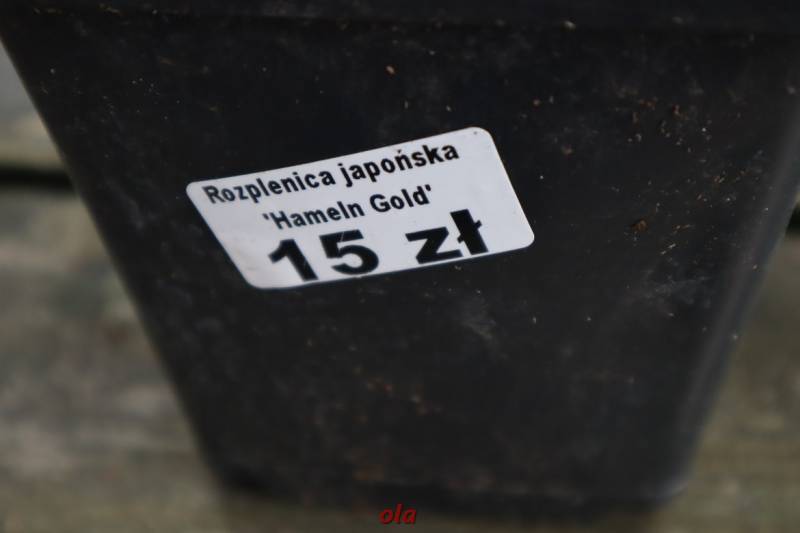 Rozplenica japońska
'Hameln Gold'
15 zł
ola